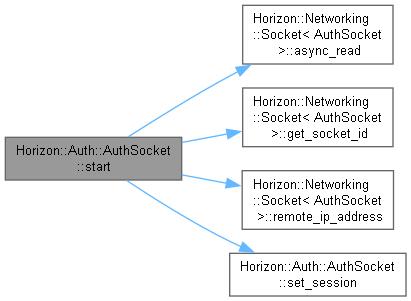 Horizon::Auth::AuthSocket
::start
Horizon::Networking
::Socket< AuthSocket
>::async_read
Horizon::Networking
::Socket< AuthSocket
>::get_socket_id
Horizon::Networking
::Socket< AuthSocket
>::remote_ip_address
Horizon::Auth::AuthSocket
::set_session